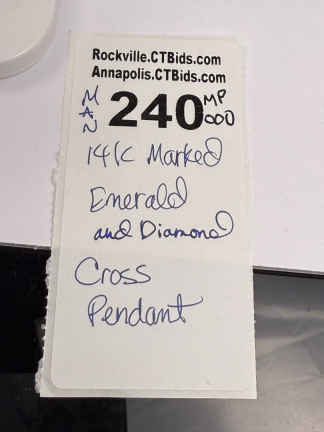 Rockville.CTBids.com
Annapolis.CTBids.com
MAN 240 MP 000
14K Marked
Emerald
and Diamond
Cross
Pendant